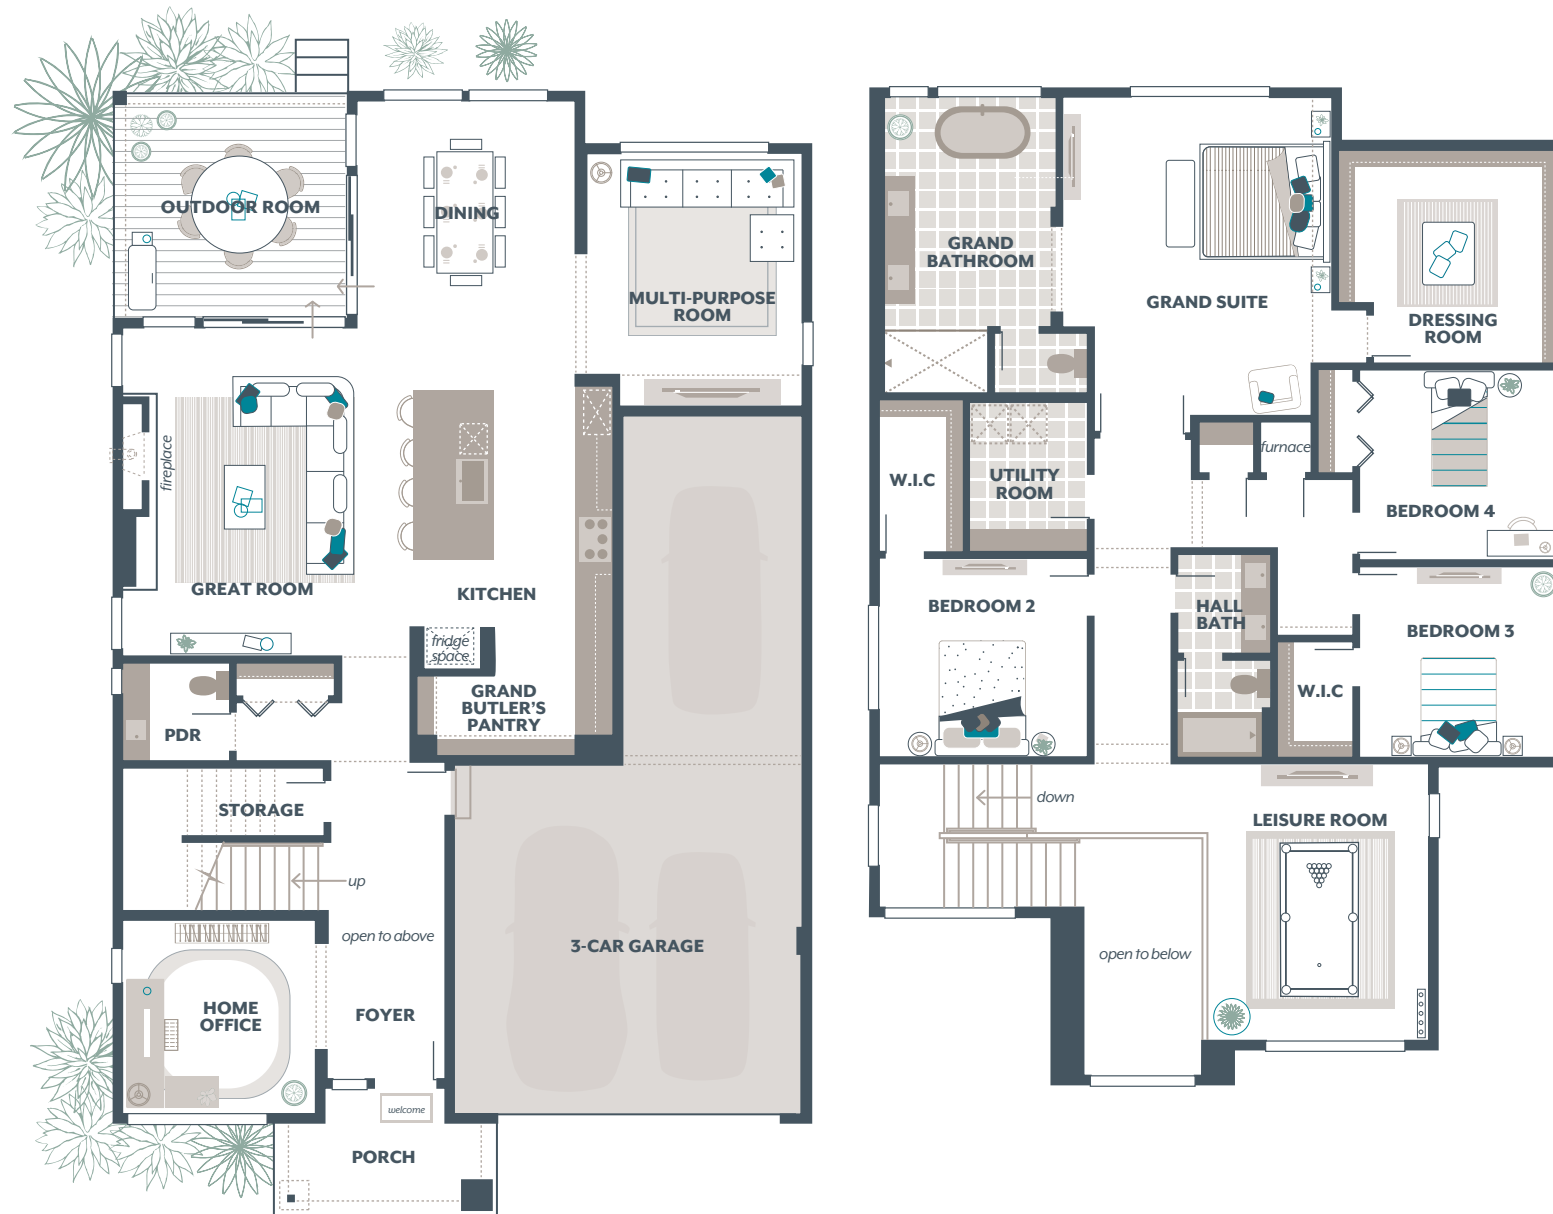 OUTDOOR ROOM
DINING
MULTI-PURPOSE
ROOM
fireplace
GREAT ROOM
KITCHEN
fridge
space
GRAND
BUTLER'S
PANTRY
PDR
STORAGE
up
open to above
3-CAR GARAGE
HOME
OFFICE
FOYER
welcome
PORCH
GRAND
BATHROOM
GRAND SUITE
DRESSING
ROOM
W.I.C
UTILITY
ROOM
furnace
BEDROOM 4
BEDROOM 2
HALL
BATH
BEDROOM 3
W.I.C
down
LEISURE ROOM
open to below